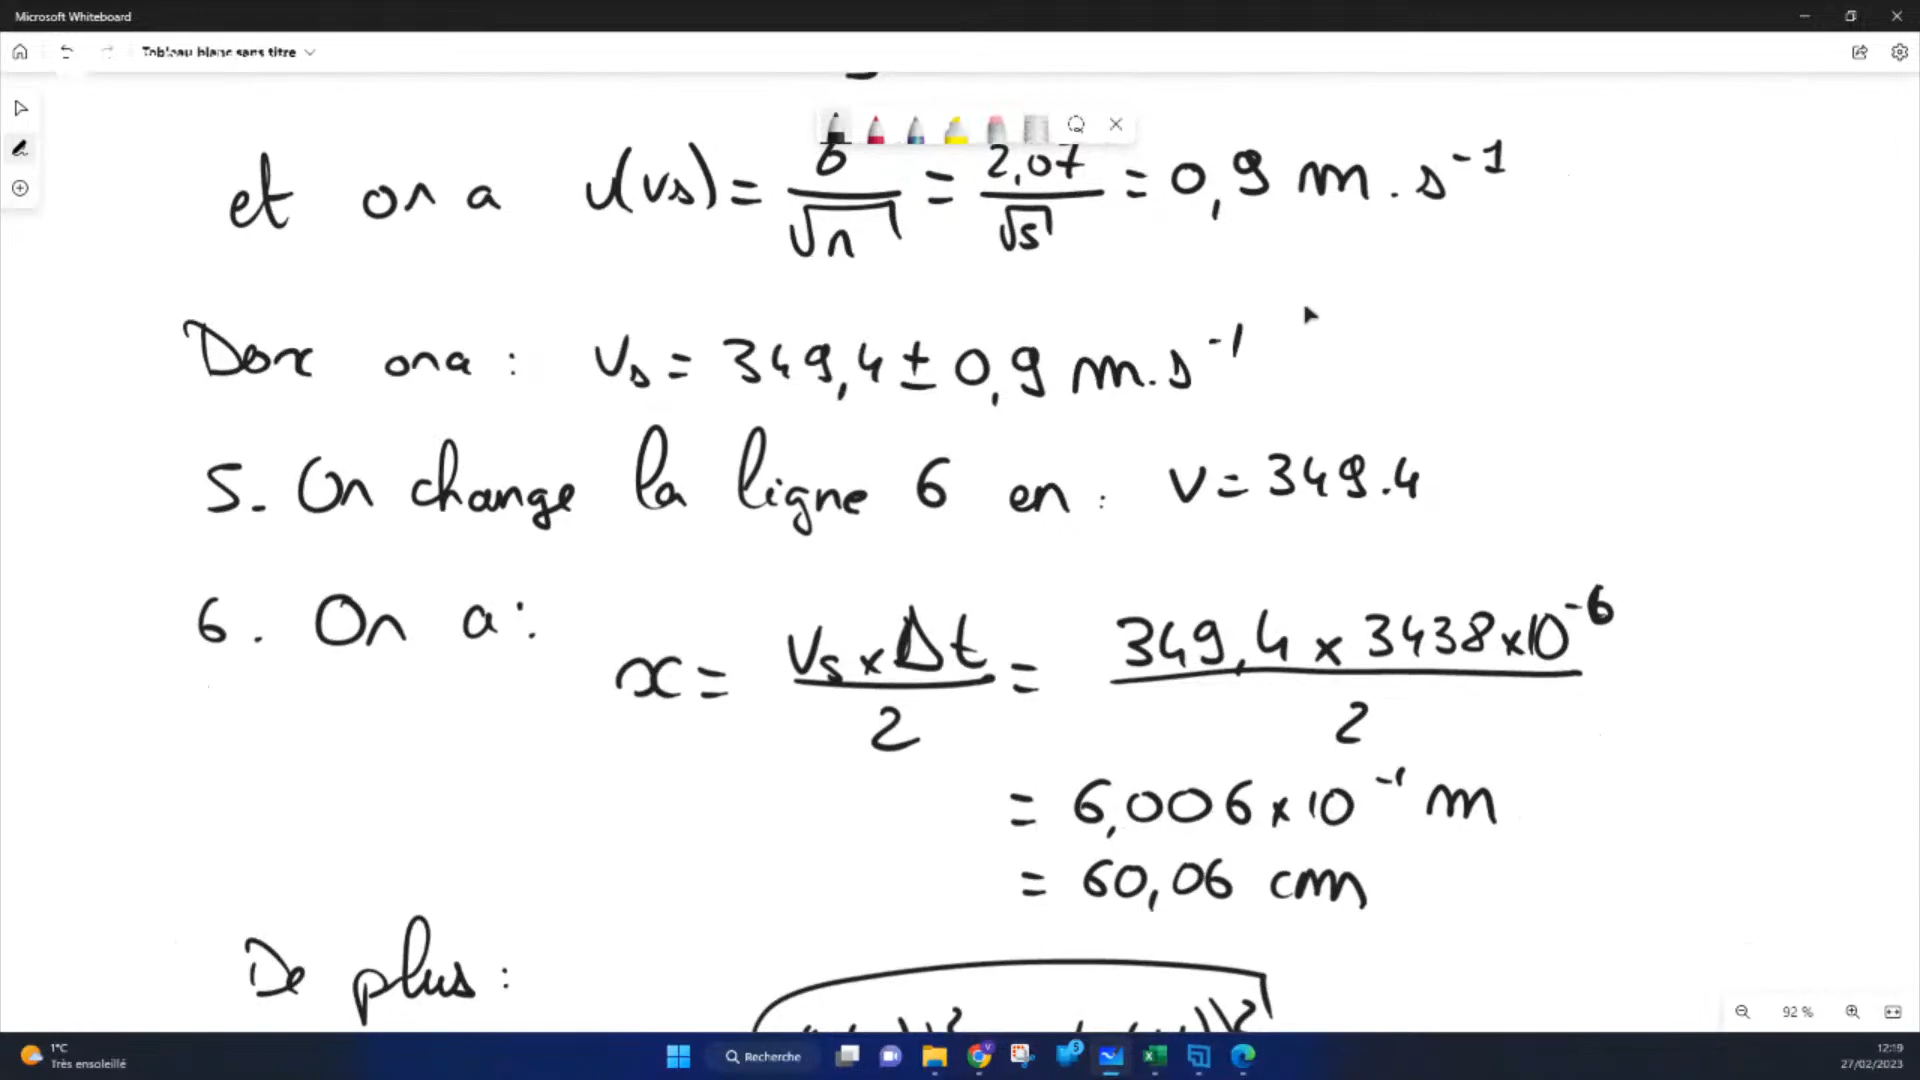 Microsoft Whiteboard
Tableau blanc sans titre
et on a u(vs) = σ/√n = 2,07/√5 = 0,9 m.s⁻¹
Donc on a : Vs = 349,4 ± 0,9 m.s⁻¹
5. On change la ligne 6 en : V = 349.4
6. On a : x = Vs × Δt / 2 = 349,4 × 3438 × 10⁻⁶ / 2
= 6,006 × 10⁻¹ m
= 60,06 cm
De plus :
92 %
1°C
Très ensoleillé
Recherche
5
12:19
27/02/2023